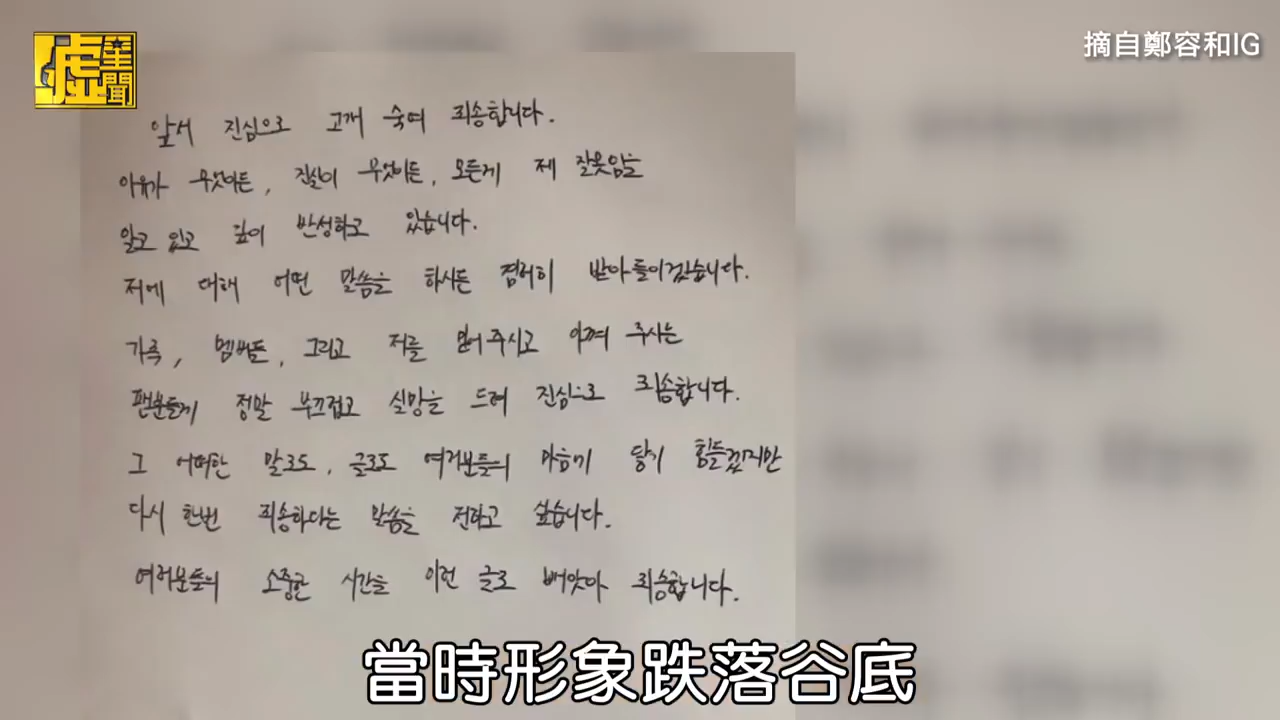 噓星聞
摘自鄭容和IG
앞서 진심으로 고개 숙여 죄송합니다.
이유가 무엇이든, 진실이 무엇이든, 모든게 제 잘못임을
알고 있고 깊이 반성하고 있습니다.
저에 대해 어떤 말씀을 하시든 겸허히 받아들이겠습니다.
가족, 멤버들, 그리고 저를 믿어주시고 아껴 주시는
팬분들께 정말 부끄럽고 실망을 드려 진심으로 죄송합니다.
그 어떠한 말로도, 글로도 여러분들의 마음에 닿기 힘들겠지만
다시 한번 죄송하다는 말씀을 전하고 싶습니다.
여러분들의 소중한 시간을 이런 글로 빼앗아 죄송합니다.
當時形象跌落谷底